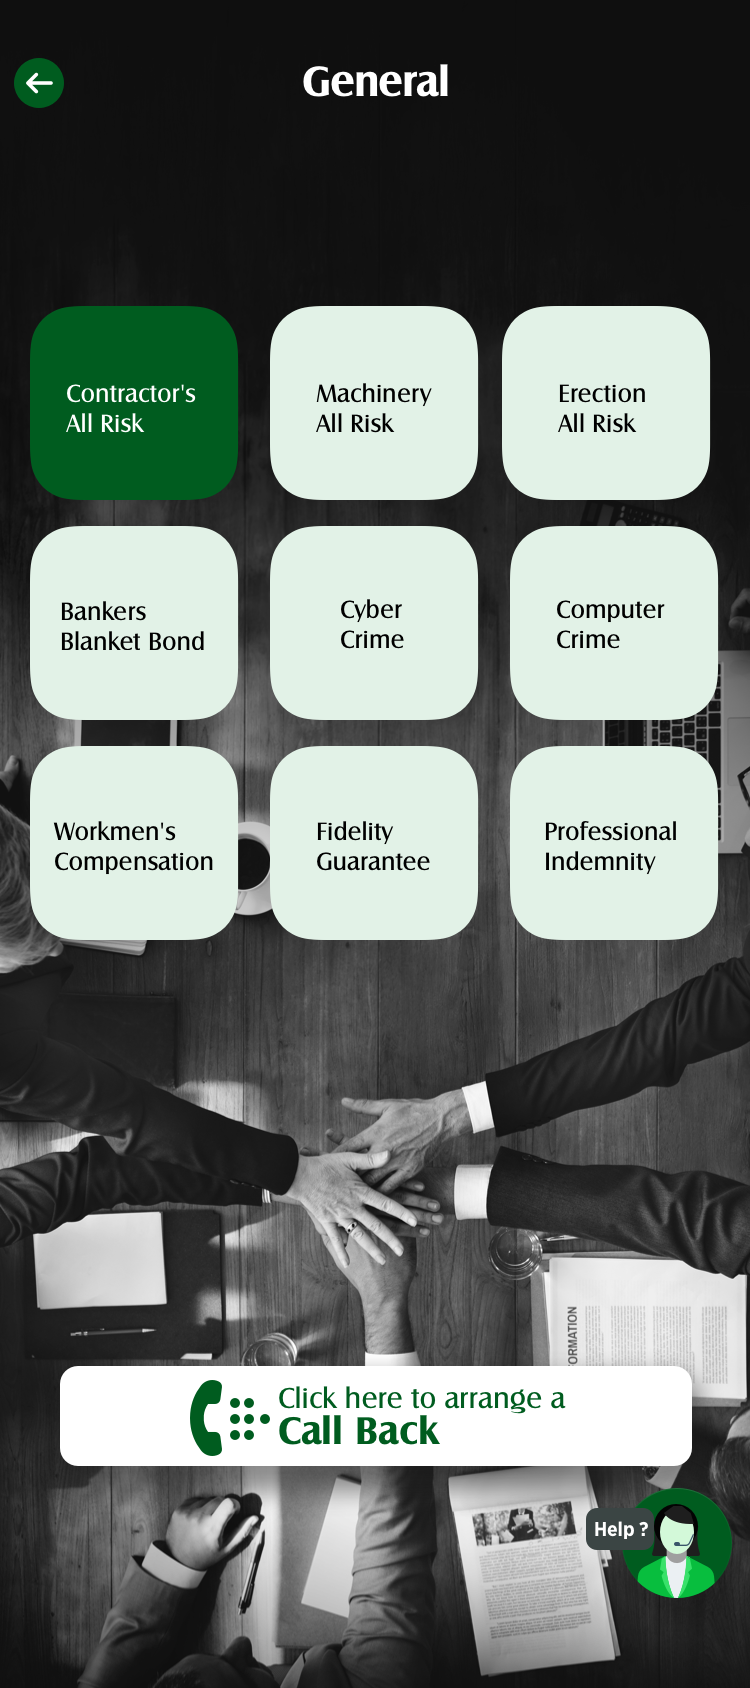 General
Contractor's
All Risk
Machinery
All Risk
Erection
All Risk
Bankers
Blanket Bond
Cyber
Crime
Computer
Crime
Workmen's
Compensation
Fidelity
Guarantee
Professional
Indemnity
ORMATION
Click here to arrange a
Call Back
Help ?